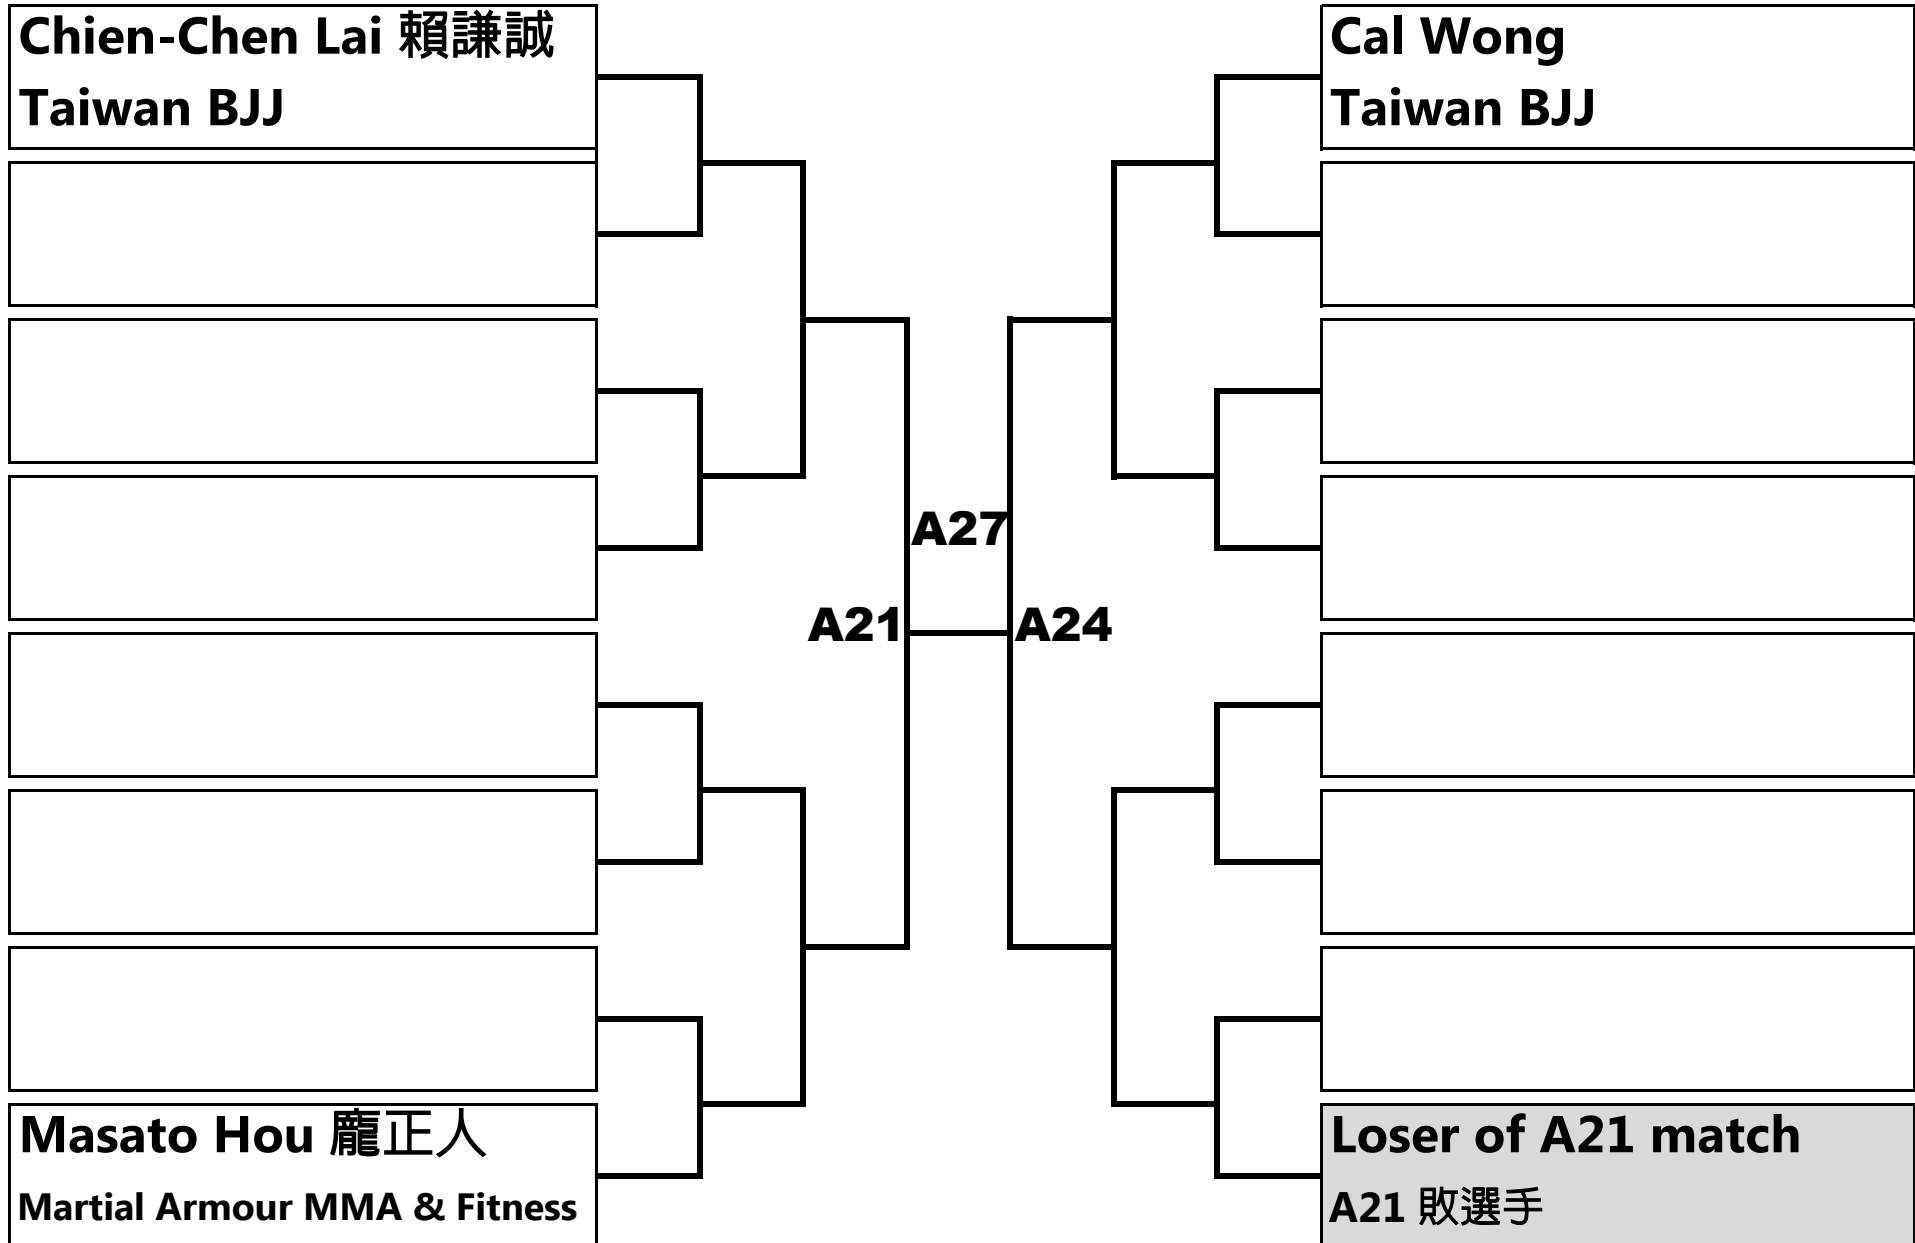 Chien-Chen Lai 賴謙誠
Taiwan BJJ
Cal Wong
Taiwan BJJ
A27
A21
A24
Masato Hou 龐正人
Martial Armour MMA & Fitness
Loser of A21 match
A21 敗選手